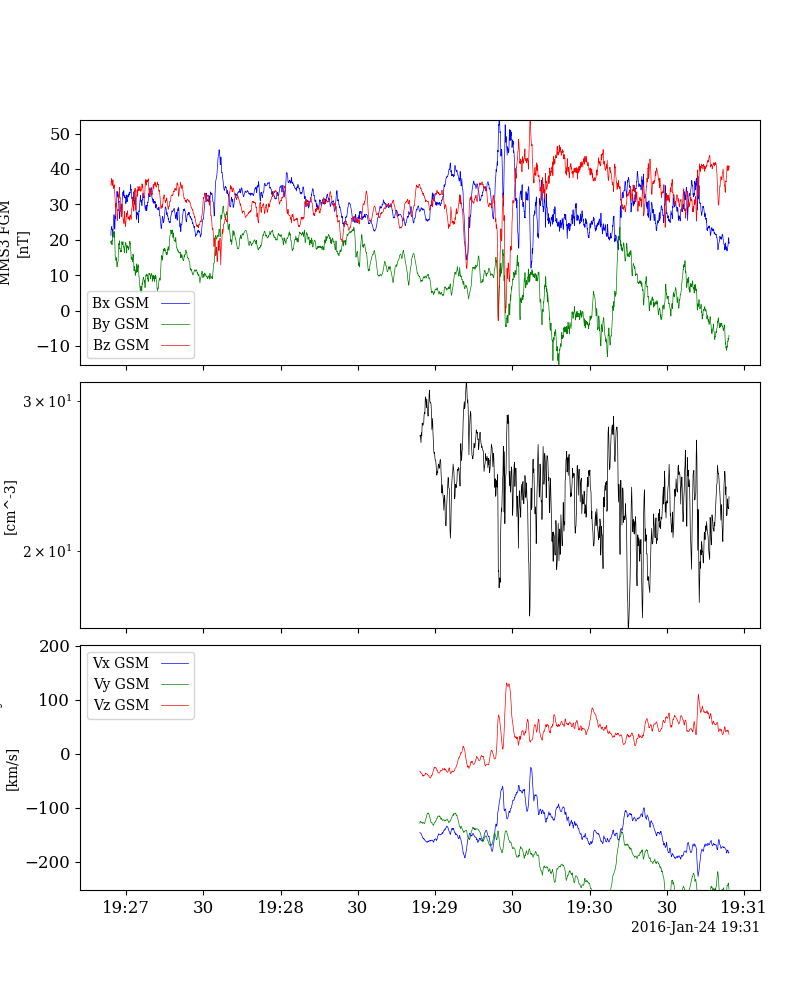 50
40
30
20
10
0
−10
MMS3 FGM
[nT]
Bx GSM
By GSM
Bz GSM
3 × 10¹
2 × 10¹
[cm^-3]
200
100
0
−100
−200
[km/s]
Vx GSM
Vy GSM
Vz GSM
19:27 30 19:28 30 19:29 30 19:30 30 19:31
2016-Jan-24 19:31